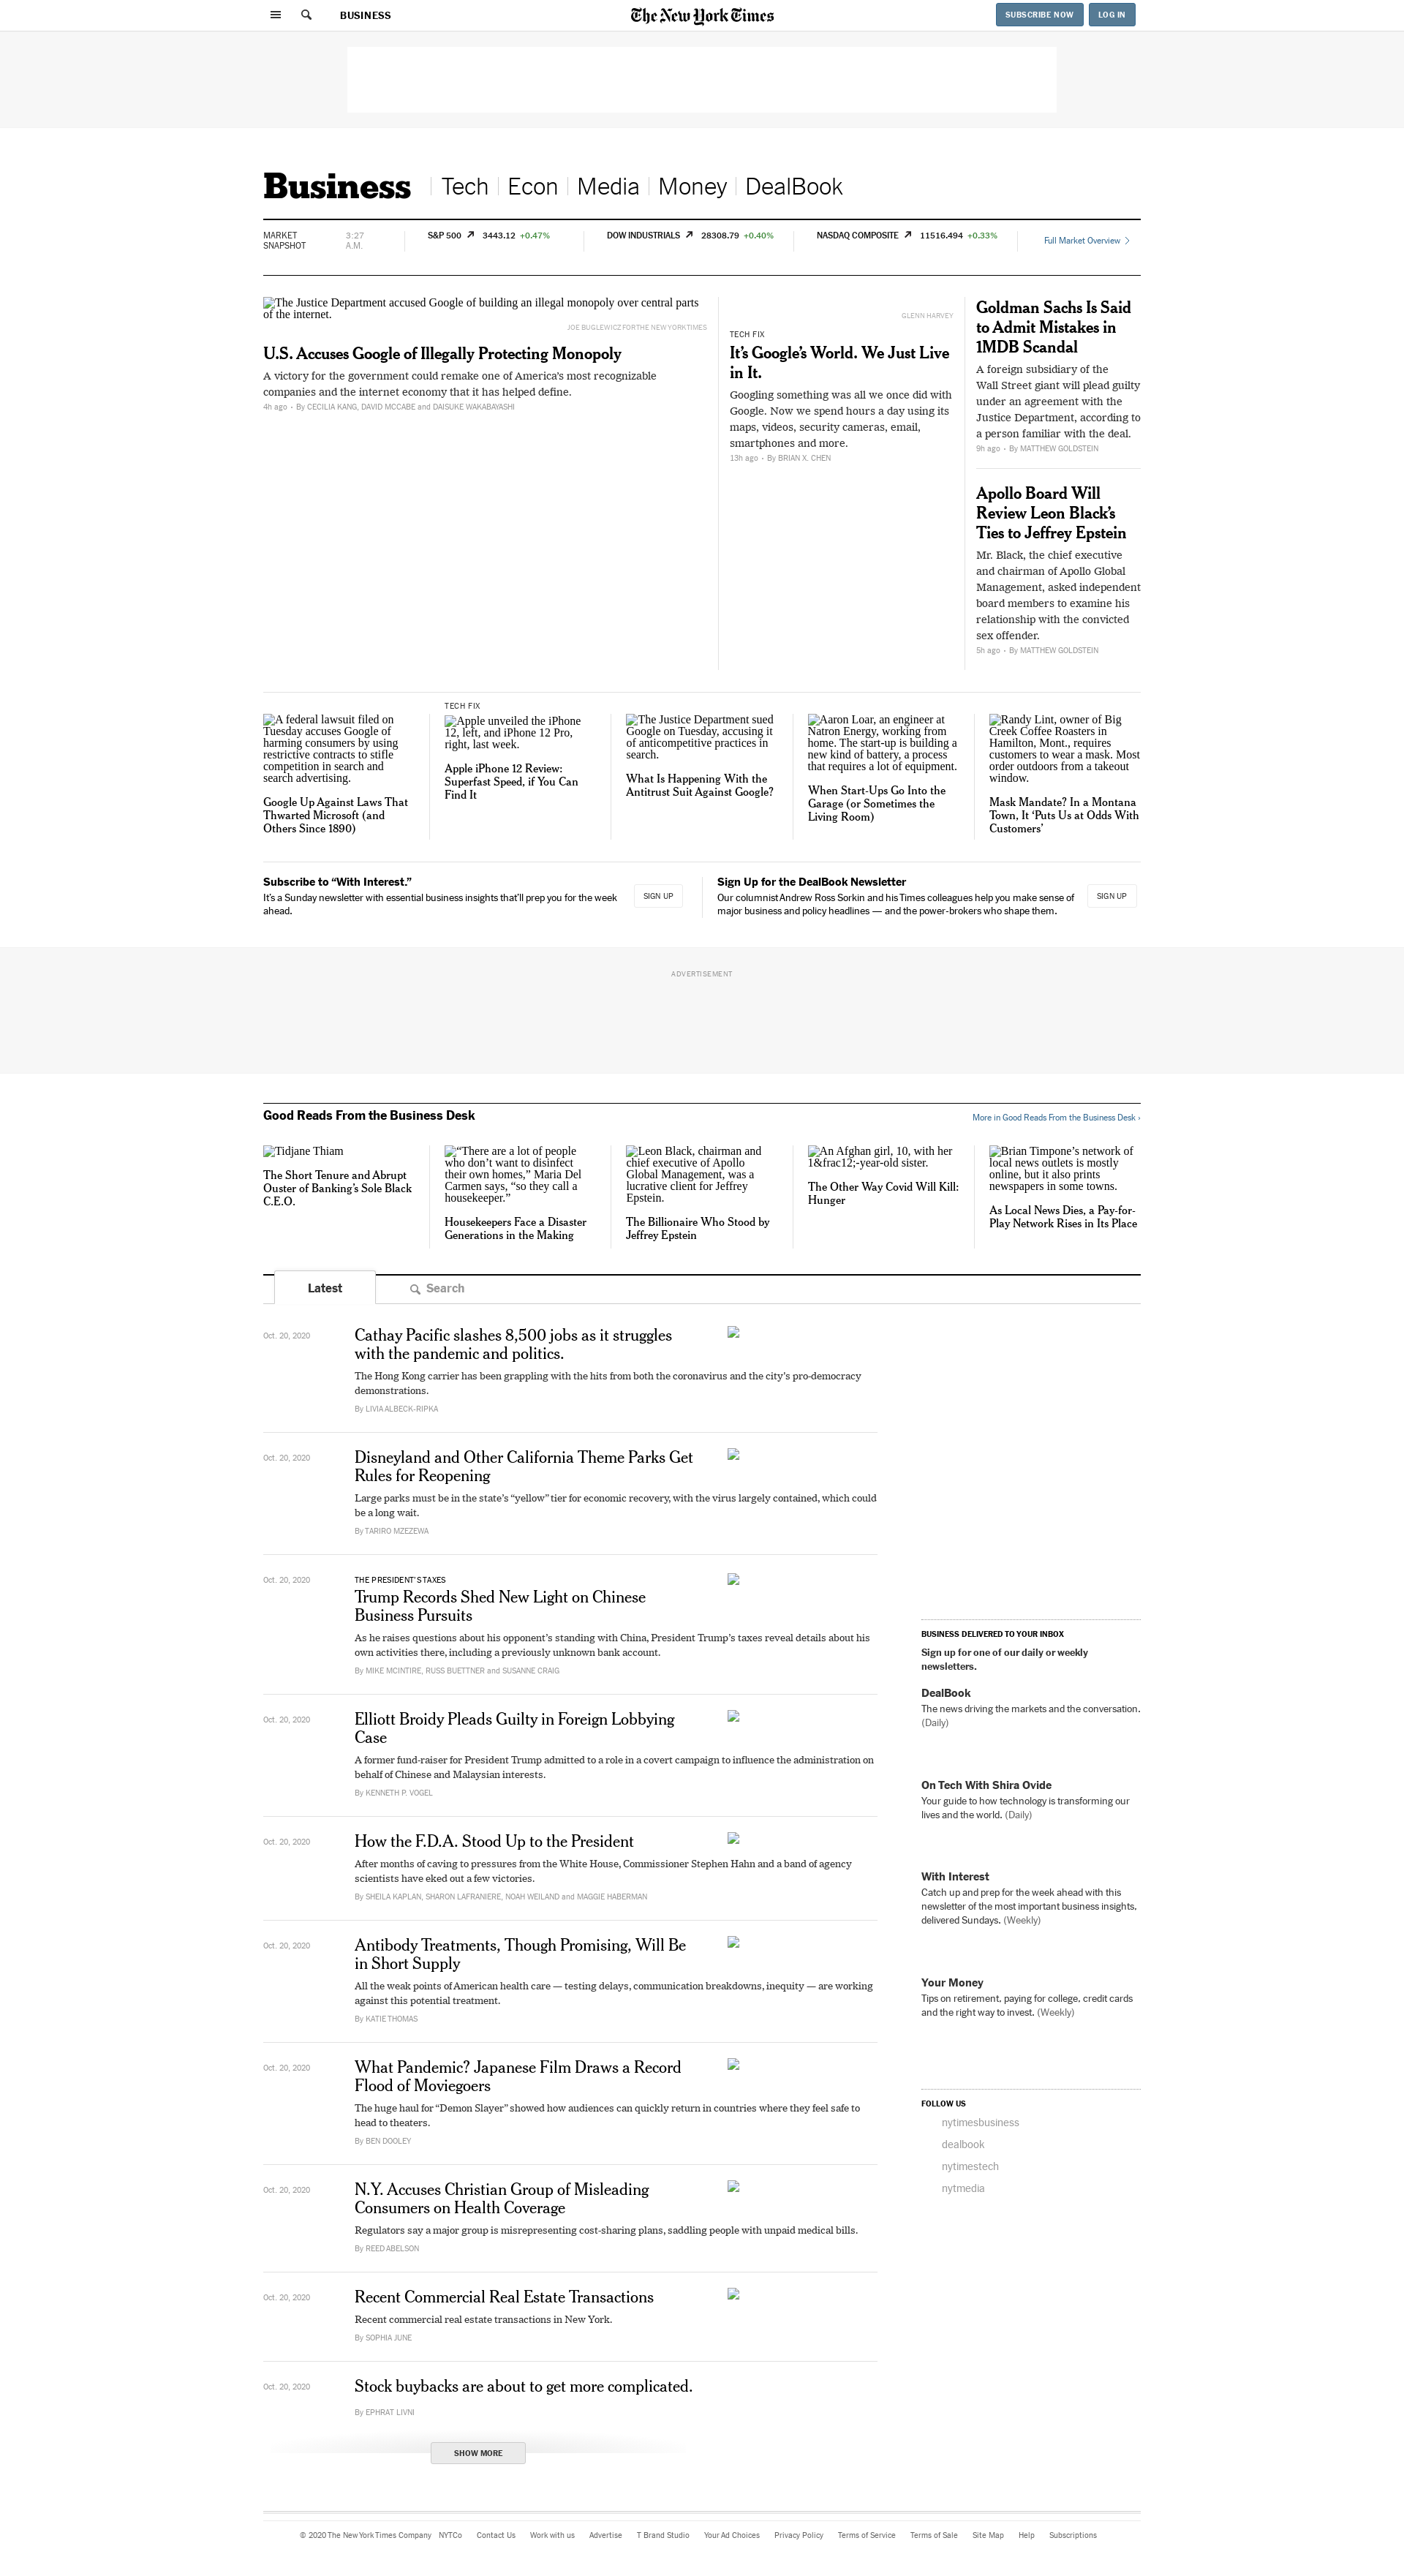 BUSINESS
The New York Times
SUBSCRIBE NOW
LOG IN
Business
Tech
Econ
Media
Money
DealBook
MARKET
SNAPSHOT
3:27
A.M.
S&P 500 3443.12 +0.47%
DOW INDUSTRIALS 28308.79 +0.40%
NASDAQ COMPOSITE 11516.494 +0.33%
Full Market Overview
The Justice Department accused Google of building an illegal monopoly over central parts
of the internet.
JOE BUGLEWICZ FOR THE NEW YORK TIMES
U.S. Accuses Google of Illegally Protecting Monopoly
A victory for the government could remake one of America’s most recognizable
companies and the internet economy that it has helped define.
4h ago • By CECILIA KANG, DAVID MCCABE and DAISUKE WAKABAYASHI
GLENN HARVEY
TECH FIX
It’s Google’s World. We Just Live
in It.
Googling something was all we once did with
Google. Now we spend hours a day using its
maps, videos, security cameras, email,
smartphones and more.
13h ago • By BRIAN X. CHEN
Goldman Sachs Is Said
to Admit Mistakes in
1MDB Scandal
A foreign subsidiary of the
Wall Street giant will plead guilty
under an agreement with the
Justice Department, according to
a person familiar with the deal.
9h ago • By MATTHEW GOLDSTEIN
Apollo Board Will
Review Leon Black’s
Ties to Jeffrey Epstein
Mr. Black, the chief executive
and chairman of Apollo Global
Management, asked independent
board members to examine his
relationship with the convicted
sex offender.
5h ago • By MATTHEW GOLDSTEIN
A federal lawsuit filed on
Tuesday accuses Google of
harming consumers by using
restrictive contracts to stifle
competition in search and
search advertising.
Google Up Against Laws That
Thwarted Microsoft (and
Others Since 1890)
TECH FIX
Apple unveiled the iPhone
12, left, and iPhone 12 Pro,
right, last week.
Apple iPhone 12 Review:
Superfast Speed, if You Can
Find It
The Justice Department sued
Google on Tuesday, accusing it
of anticompetitive practices in
search.
What Is Happening With the
Antitrust Suit Against Google?
Aaron Loar, an engineer at
Natron Energy, working from
home. The start-up is building a
new kind of battery, a process
that requires a lot of equipment.
When Start-Ups Go Into the
Garage (or Sometimes the
Living Room)
Randy Lint, owner of Big
Creek Coffee Roasters in
Hamilton, Mont., requires
customers to wear a mask. Most
order outdoors from a takeout
window.
Mask Mandate? In a Montana
Town, It ‘Puts Us at Odds With
Customers’
Subscribe to “With Interest.”
It’s a Sunday newsletter with essential business insights that’ll prep you for the week
ahead.
SIGN UP
Sign Up for the DealBook Newsletter
Our columnist Andrew Ross Sorkin and his Times colleagues help you make sense of
major business and policy headlines — and the power-brokers who shape them.
SIGN UP
ADVERTISEMENT
Good Reads From the Business Desk
More in Good Reads From the Business Desk ›
Tidjane Thiam
The Short Tenure and Abrupt
Ouster of Banking’s Sole Black
C.E.O.
“There are a lot of people
who don’t want to disinfect
their own homes,” Maria Del
Carmen says, “so they call a
housekeeper.”
Housekeepers Face a Disaster
Generations in the Making
Leon Black, chairman and
chief executive of Apollo
Global Management, was a
lucrative client for Jeffrey
Epstein.
The Billionaire Who Stood by
Jeffrey Epstein
An Afghan girl, 10, with her
1&frac12;-year-old sister.
The Other Way Covid Will Kill:
Hunger
Brian Timpone’s network of
local news outlets is mostly
online, but it also prints
newspapers in some towns.
As Local News Dies, a Pay-for-
Play Network Rises in Its Place
Latest
Search
Oct. 20, 2020
Cathay Pacific slashes 8,500 jobs as it struggles
with the pandemic and politics.
The Hong Kong carrier has been grappling with the hits from both the coronavirus and the city’s pro-democracy
demonstrations.
By LIVIA ALBECK-RIPKA
Oct. 20, 2020
Disneyland and Other California Theme Parks Get
Rules for Reopening
Large parks must be in the state’s “yellow” tier for economic recovery, with the virus largely contained, which could
be a long wait.
By TARIRO MZEZEWA
Oct. 20, 2020
THE PRESIDENT’S TAXES
Trump Records Shed New Light on Chinese
Business Pursuits
As he raises questions about his opponent’s standing with China, President Trump’s taxes reveal details about his
own activities there, including a previously unknown bank account.
By MIKE MCINTIRE, RUSS BUETTNER and SUSANNE CRAIG
Oct. 20, 2020
Elliott Broidy Pleads Guilty in Foreign Lobbying
Case
A former fund-raiser for President Trump admitted to a role in a covert campaign to influence the administration on
behalf of Chinese and Malaysian interests.
By KENNETH P. VOGEL
Oct. 20, 2020
How the F.D.A. Stood Up to the President
After months of caving to pressures from the White House, Commissioner Stephen Hahn and a band of agency
scientists have eked out a few victories.
By SHEILA KAPLAN, SHARON LAFRANIERE, NOAH WEILAND and MAGGIE HABERMAN
Oct. 20, 2020
Antibody Treatments, Though Promising, Will Be
in Short Supply
All the weak points of American health care — testing delays, communication breakdowns, inequity — are working
against this potential treatment.
By KATIE THOMAS
Oct. 20, 2020
What Pandemic? Japanese Film Draws a Record
Flood of Moviegoers
The huge haul for “Demon Slayer” showed how audiences can quickly return in countries where they feel safe to
head to theaters.
By BEN DOOLEY
Oct. 20, 2020
N.Y. Accuses Christian Group of Misleading
Consumers on Health Coverage
Regulators say a major group is misrepresenting cost-sharing plans, saddling people with unpaid medical bills.
By REED ABELSON
Oct. 20, 2020
Recent Commercial Real Estate Transactions
Recent commercial real estate transactions in New York.
By SOPHIA JUNE
Oct. 20, 2020
Stock buybacks are about to get more complicated.
By EPHRAT LIVNI
SHOW MORE
BUSINESS DELIVERED TO YOUR INBOX
Sign up for one of our daily or weekly
newsletters.
DealBook
The news driving the markets and the conversation.
(Daily)
On Tech With Shira Ovide
Your guide to how technology is transforming our
lives and the world. (Daily)
With Interest
Catch up and prep for the week ahead with this
newsletter of the most important business insights,
delivered Sundays. (Weekly)
Your Money
Tips on retirement, paying for college, credit cards
and the right way to invest. (Weekly)
FOLLOW US
nytimesbusiness
dealbook
nytimestech
nytmedia
© 2020 The New York Times Company NYTCo Contact Us Work with us Advertise T Brand Studio Your Ad Choices Privacy Policy Terms of Service Terms of Sale Site Map Help Subscriptions